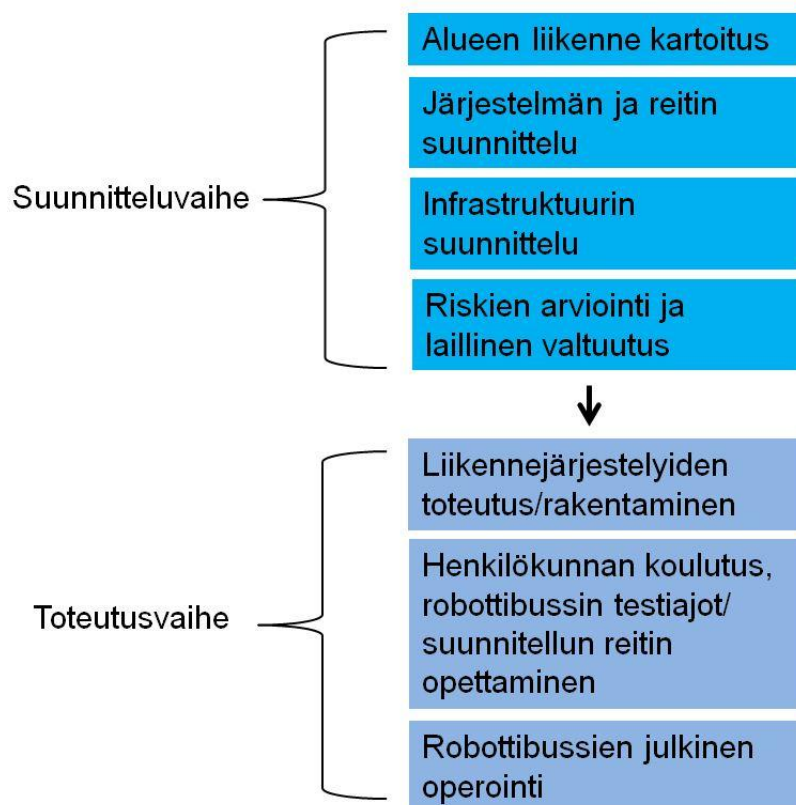 Suunnitteluvaihe
Alueen liikenne kartoitus
Järjestelmän ja reitin
suunnittelu
Infrastruktuurin
suunnittelu
Riskien arviointi ja
laillinen valtuutus
Toteutusvaihe
Liikennejärjestelyiden
toteutus/rakentaminen
Henkilökunnan koulutus,
robottibussin testiajot/
suunnitellun reitin
opettaminen
Robottibussien julkinen
operointi